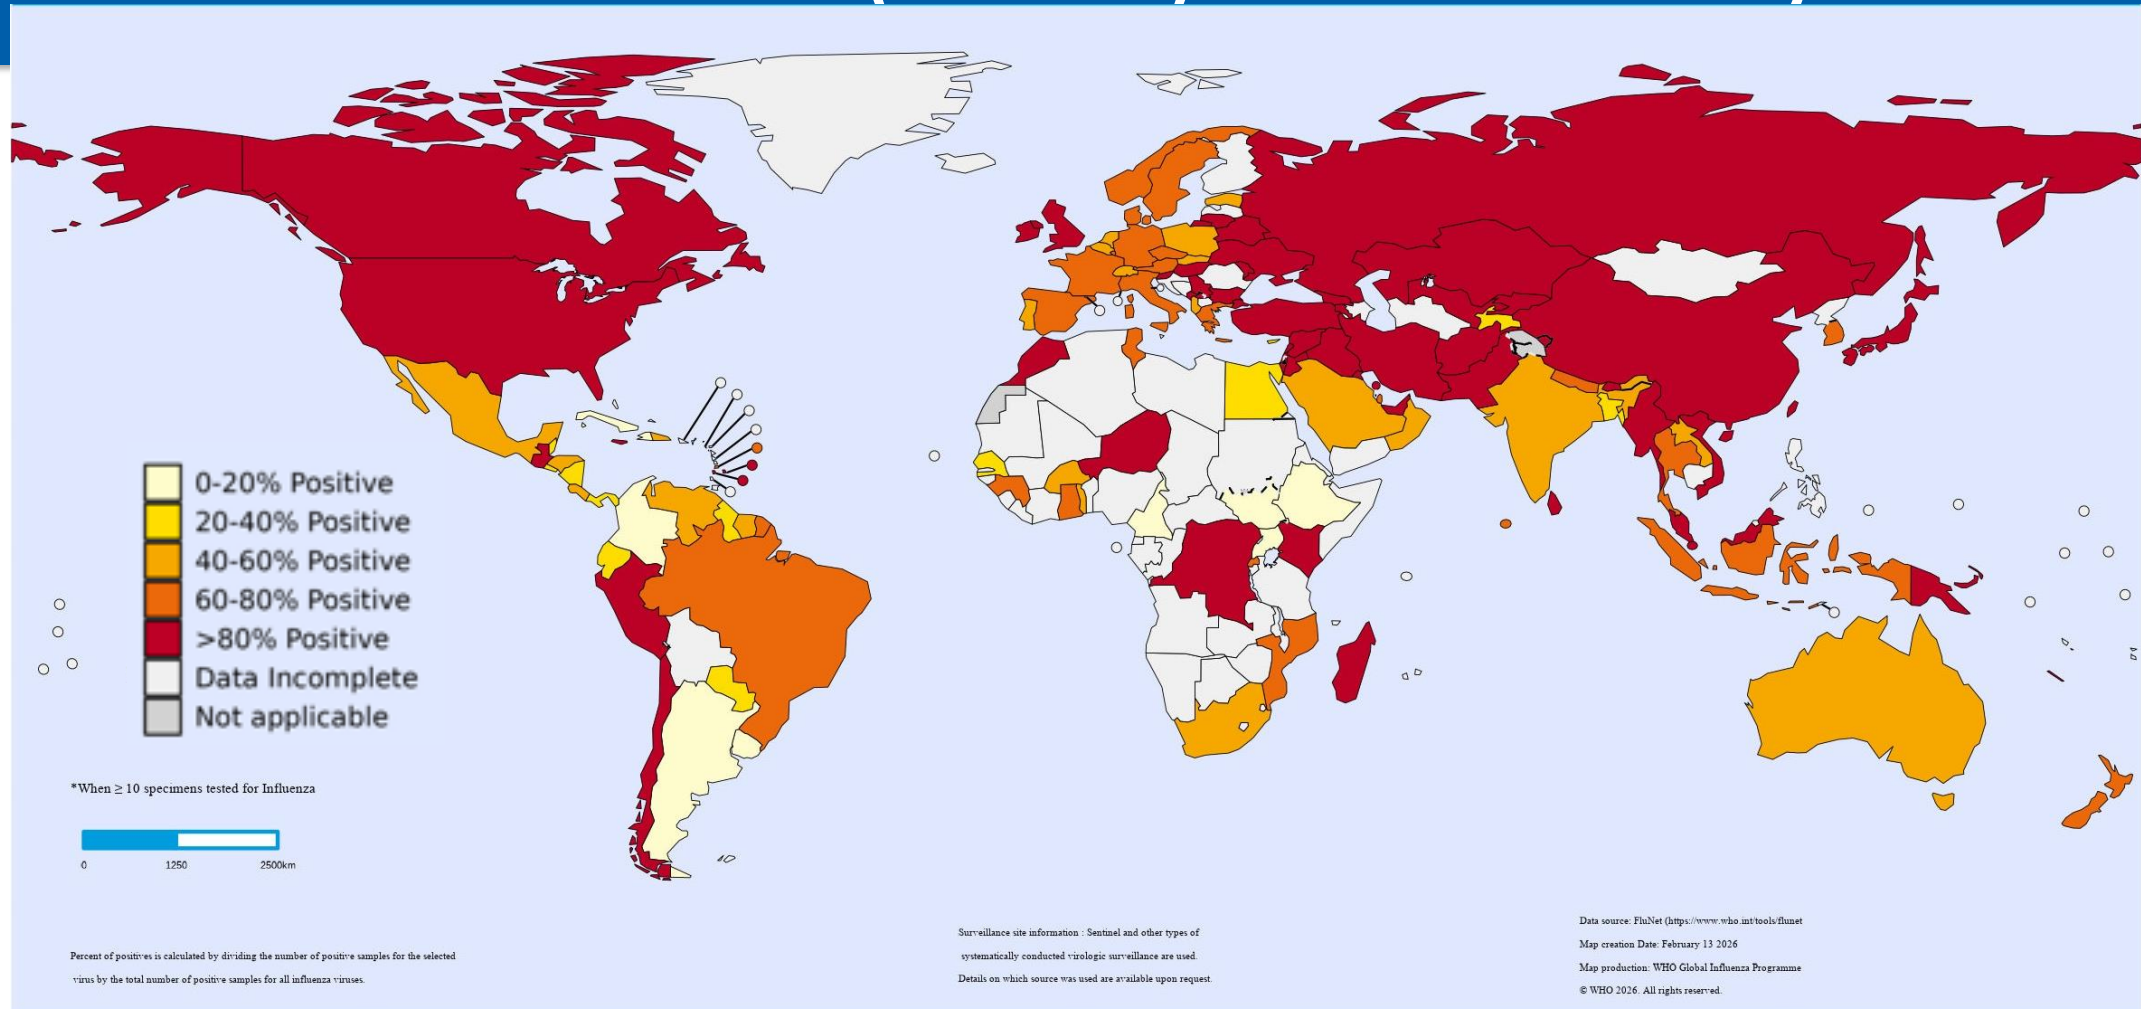 0-20% Positive
20-40% Positive
40-60% Positive
60-80% Positive
>80% Positive
Data Incomplete
Not applicable
*When ≥ 10 specimens tested for Influenza
0 1250 2500km
Percent of positives is calculated by dividing the number of positive samples for the selected
virus by the total number of positive samples for all influenza viruses.
Surveillance site information : Sentinel and other types of
systematically conducted virologic surveillance are used.
Details on which source was used are available upon request.
Data source: FluNet (https://www.who.int/tools/flunet
Map creation Date: February 13 2026
Map production: WHO Global Influenza Programme
© WHO 2026. All rights reserved.